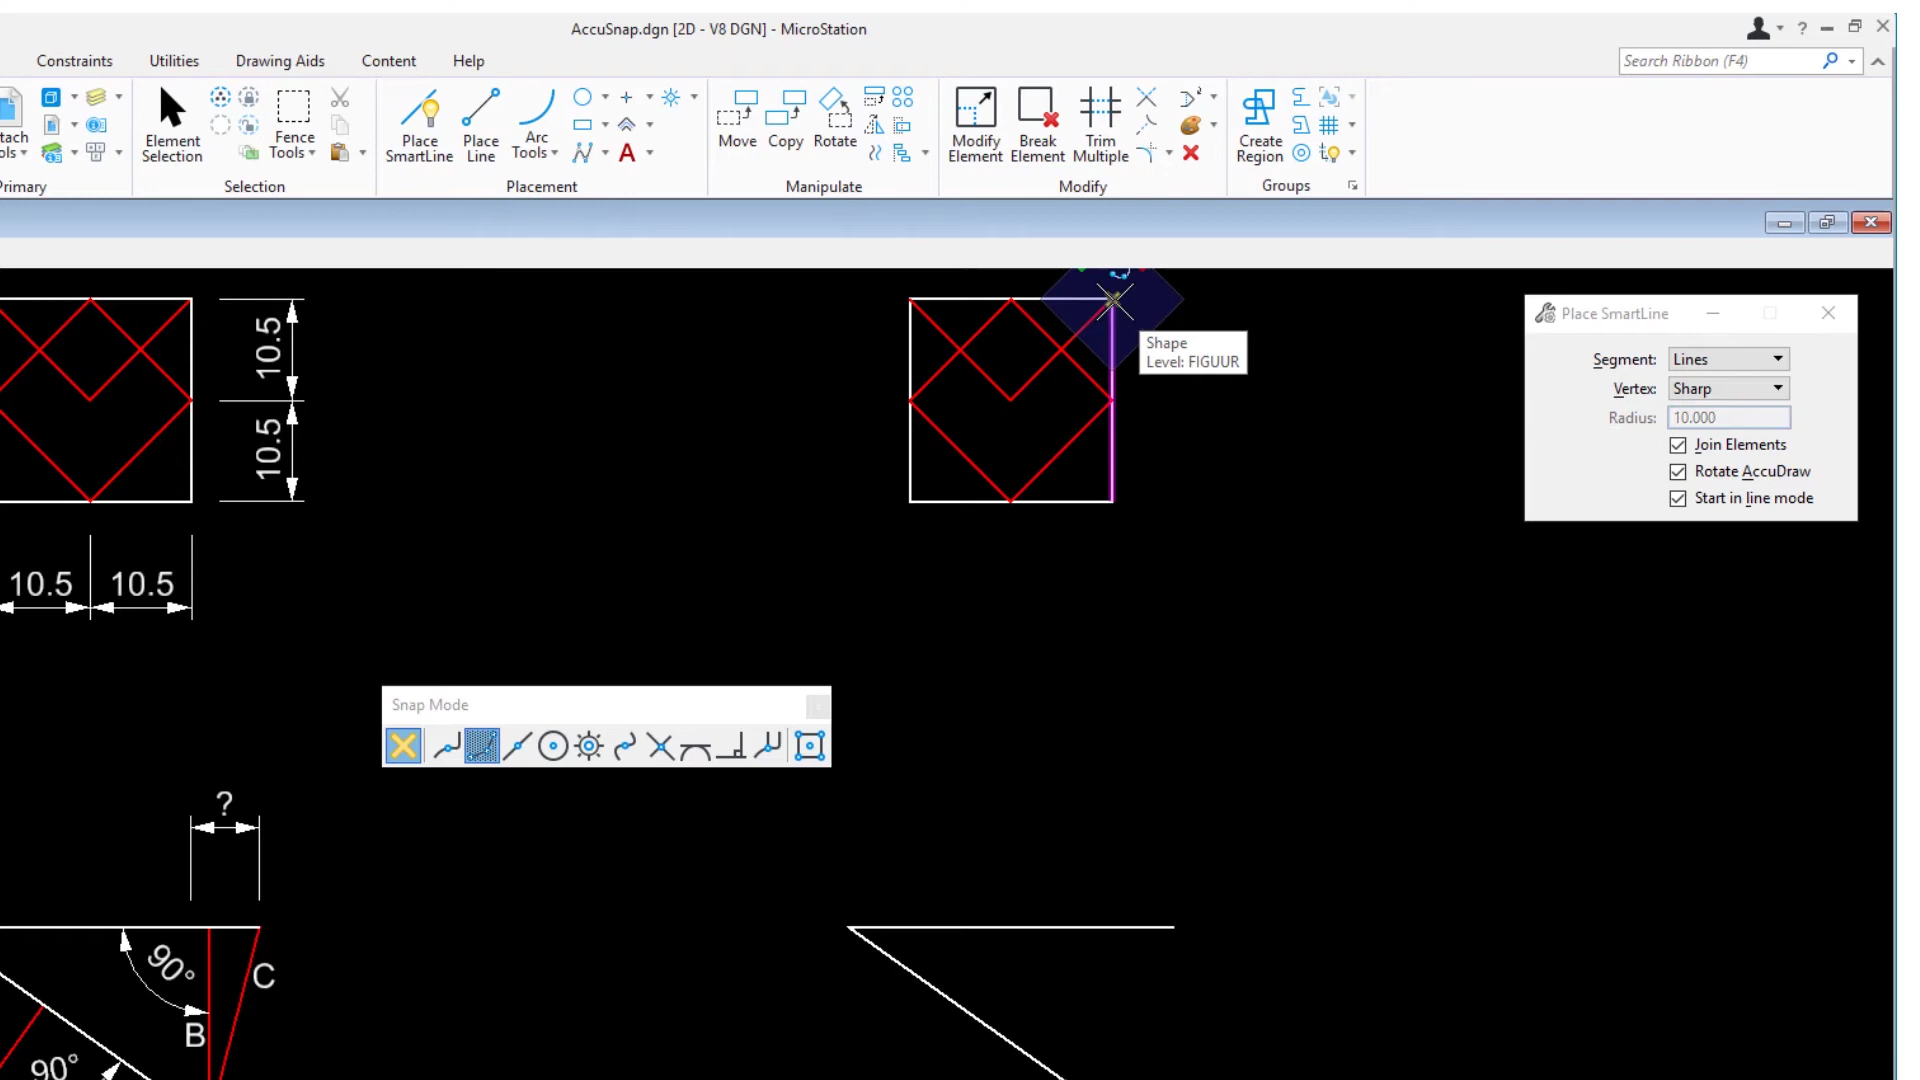 AccuSnap.dgn [2D - V8 DGN] - MicroStation
Constraints
Utilities
Drawing Aids
Content
Help
Search Ribbon (F4)
Element
Selection
Fence
Tools
Place
SmartLine
Place
Line
Arc
Tools
Move
Copy
Rotate
Modify
Element
Break
Element
Trim
Multiple
Create
Region
Selection
Placement
Manipulate
Modify
Groups
10.5
10.5
10.5
10.5
Shape
Level: FIGUUR
Place SmartLine
Segment: Lines
Vertex: Sharp
Radius: 10.000
Join Elements
Rotate AccuDraw
Start in line mode
Snap Mode
?
90°
C
B
90°